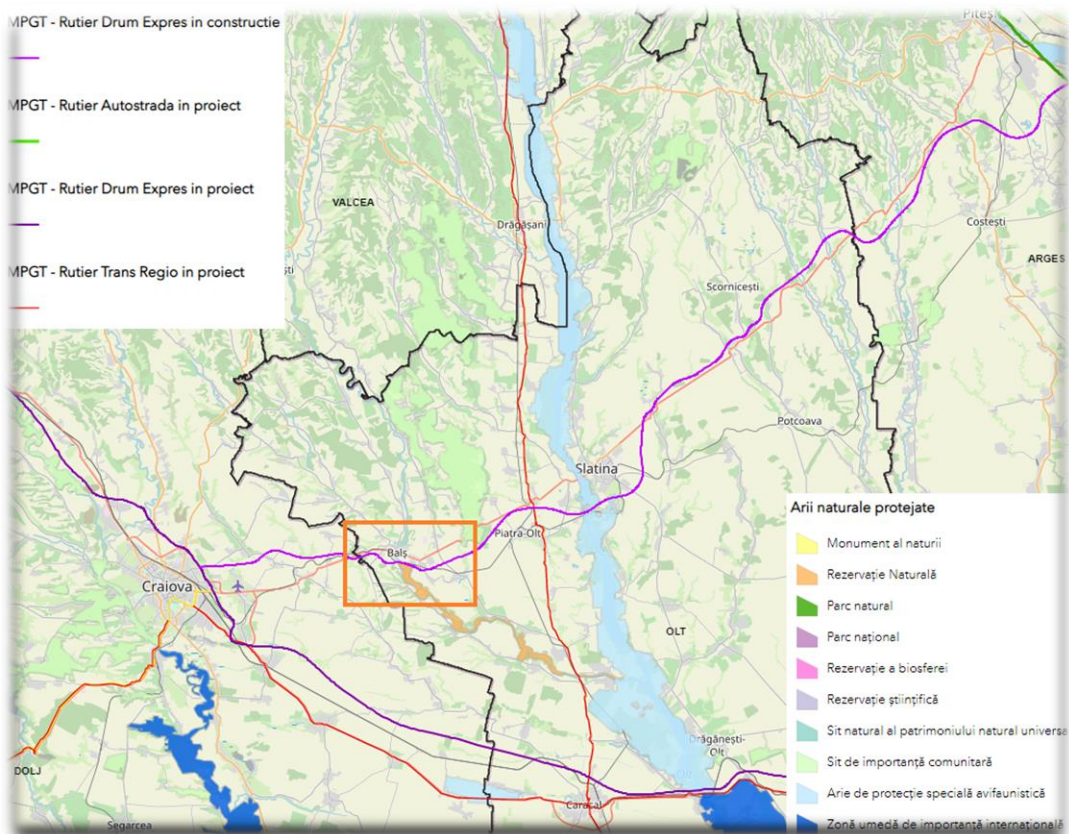 MPGT - Rutier Drum Expres in constructie
MPGT - Rutier Autostrada in proiect
MPGT - Rutier Drum Expres in proiect
MPGT - Rutier Trans Regio in proiect
Pitești
VALCEA
Drăgășani
Costești
ARGES
Scornicești
ești
Potcoava
Slatina
Piatra-Olt
Balș
Craiova
OLT
Drăgănești-
Olt
DOLJ
Caracal
Segarcea
Arii naturale protejate
Monument al naturii
Rezervație Naturală
Parc natural
Parc național
Rezervație a biosferei
Rezervație științifică
Sit natural al patrimoniului natural universa
Sit de importanță comunitară
Arie de protecție specială avifaunistică
Zonă umedă de importanță internațională